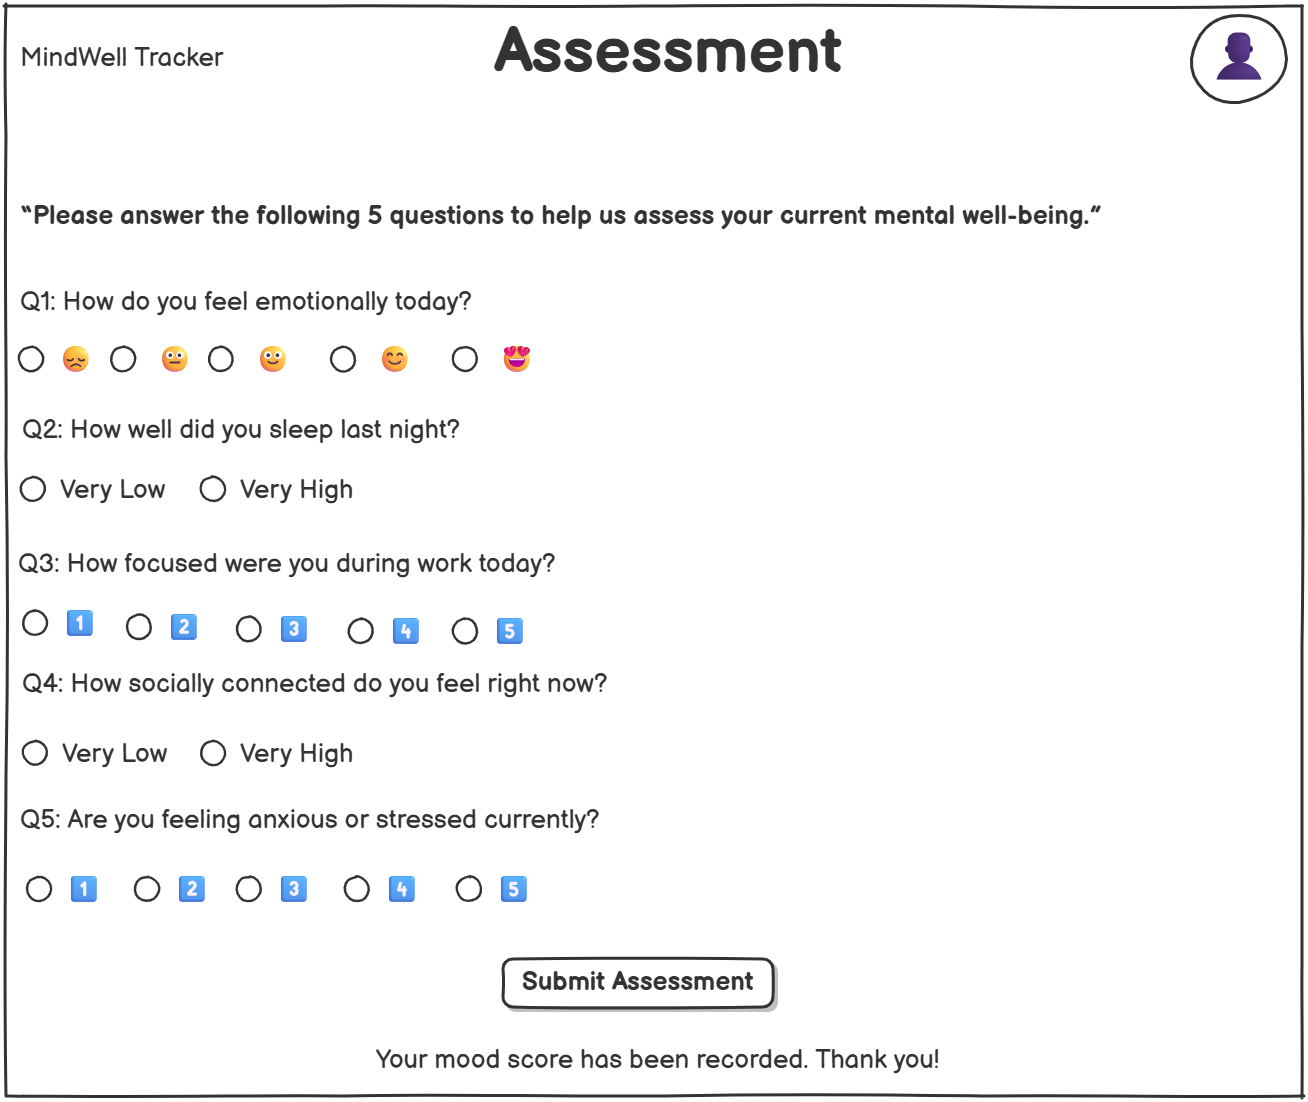 MindWell Tracker
Assessment
“Please answer the following 5 questions to help us assess your current mental well-being.”
Q1: How do you feel emotionally today?
Q2: How well did you sleep last night?
Very Low Very High
Q3: How focused were you during work today?
1 2 3 4 5
Q4: How socially connected do you feel right now?
Very Low Very High
Q5: Are you feeling anxious or stressed currently?
1 2 3 4 5
Submit Assessment
Your mood score has been recorded. Thank you!